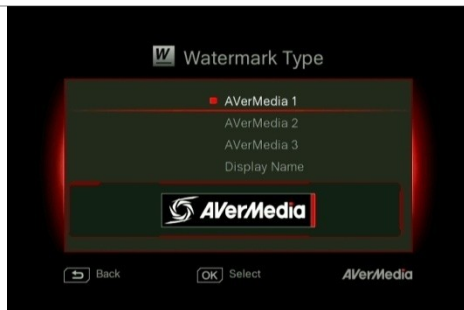 W Watermark Type
AVerMedia 1
AVerMedia 2
AVerMedia 3
Display Name
AVerMedia
Back OK Select AVerMedia